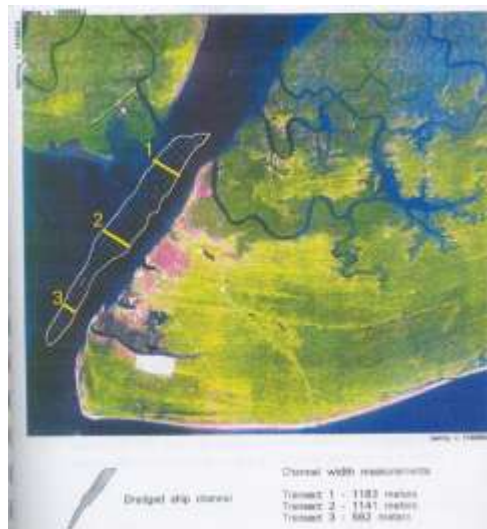 1
2
3
Dredged ship channel
Channel width measurements
Transect 1 - 1183 meters
Transect 2 - 1141 meters
Transect 3 - meters